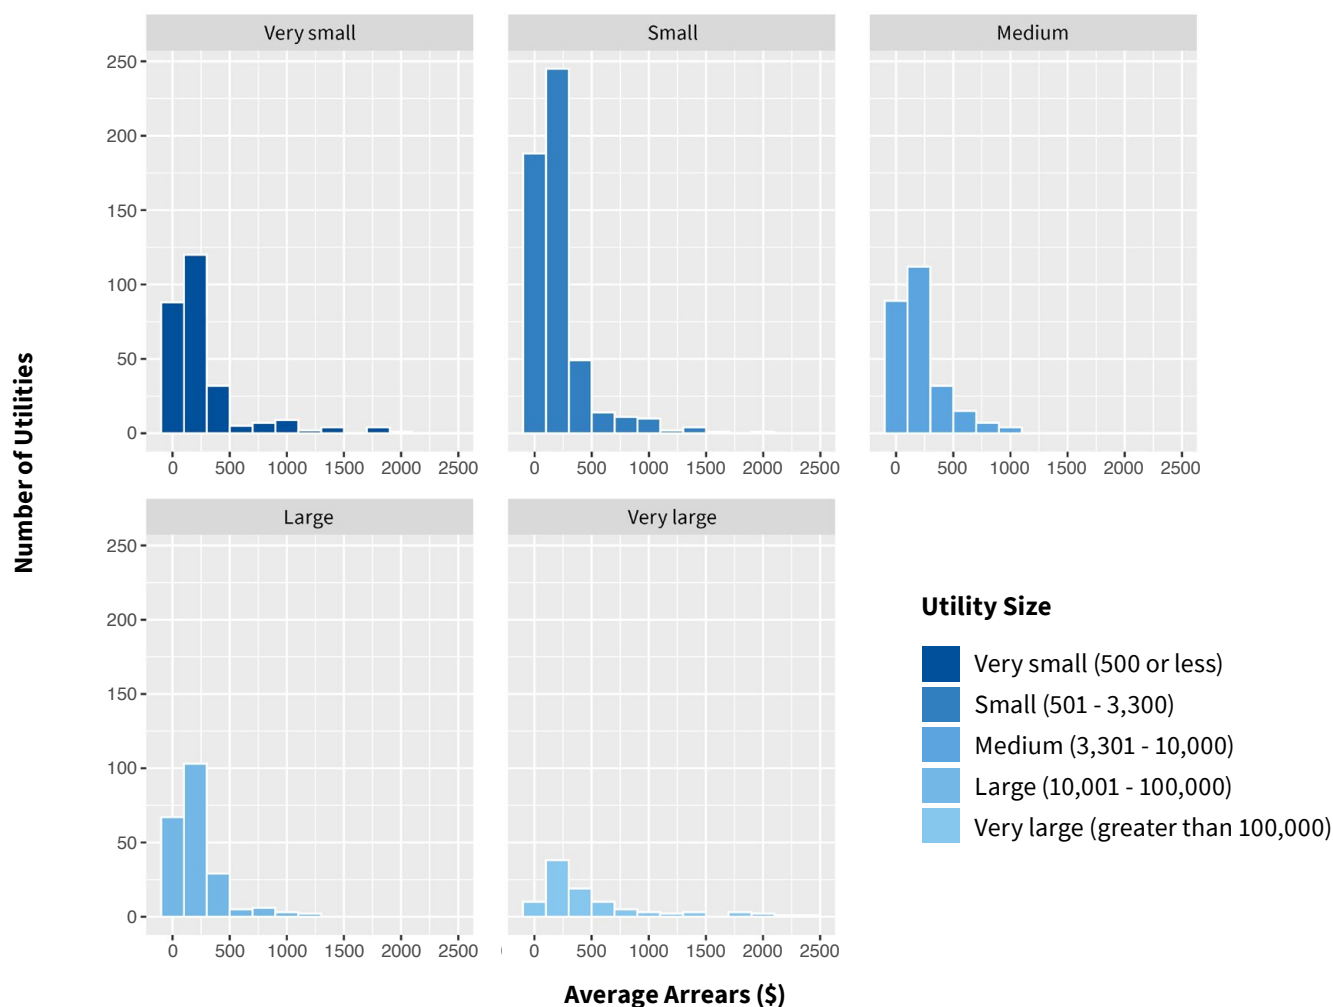 Very small
Small
Medium
250
200
150
100
50
0
0 500 1000 1500 2000 2500
0 500 1000 1500 2000 2500
0 500 1000 1500 2000 2500
Number of Utilities
Large
Very large
250
200
150
100
50
0
0 500 1000 1500 2000 2500
0 500 1000 1500 2000 2500
Average Arrears ($)
Utility Size
Very small (500 or less)
Small (501 - 3,300)
Medium (3,301 - 10,000)
Large (10,001 - 100,000)
Very large (greater than 100,000)